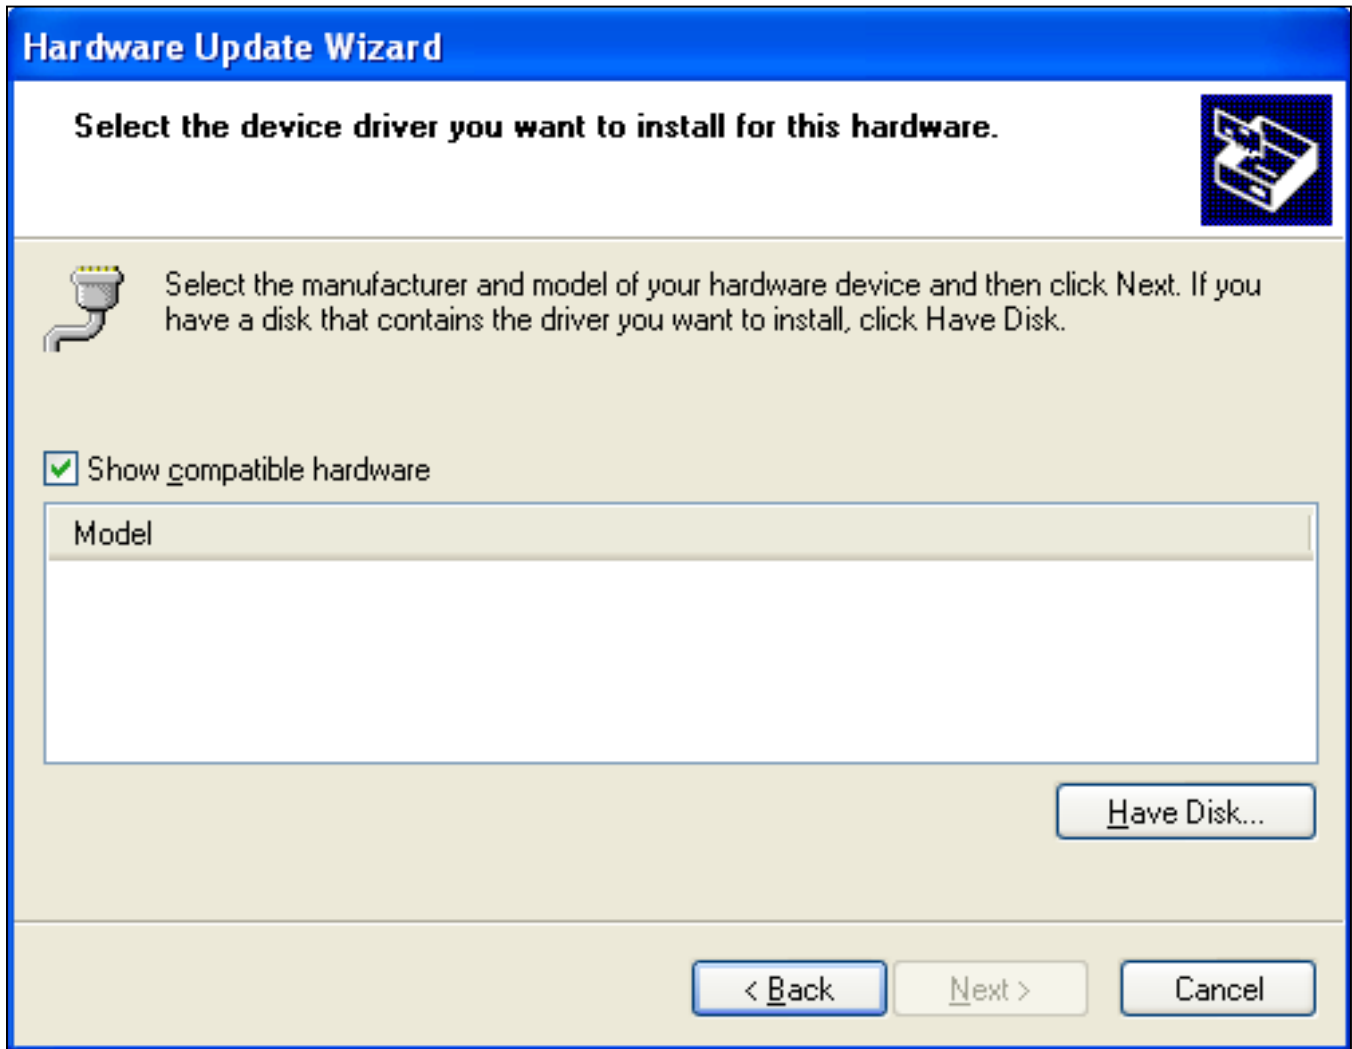 Hardware Update Wizard
Select the device driver you want to install for this hardware.
Select the manufacturer and model of your hardware device and then click Next. If you
have a disk that contains the driver you want to install, click Have Disk.
Show compatible hardware
Model
Have Disk...
< Back
Next >
Cancel